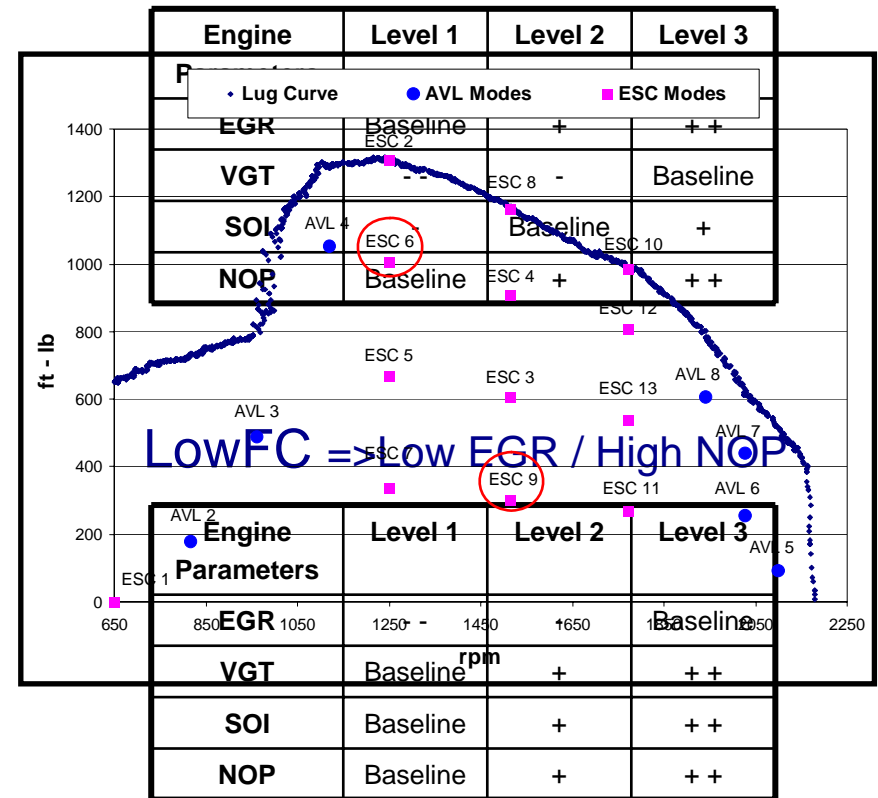 Engine Level 1 Level 2 Level 3
Parameters
Lug Curve AVL Modes ESC Modes
1400
EGR Baseline + + +
ESC 2
VGT - - - Baseline
1200
ESC 8
SOI - Baseline +
AVL 4
ESC 6
ESC 10
1000
NOP Baseline + + +
ESC 4
ESC 12
800
ft - lb
ESC 5
ESC 3
ESC 13
AVL 8
600
AVL 3
AVL 7
LowFC =>Low EGR / High NOP
ESC 7
400
ESC 9
ESC 11
AVL 6
200
AVL 2
AVL 5
Engine Level 1 Level 2 Level 3
Parameters
ESC 1
0
650 850 1050 1250 1450 1650 1850 2050 2250
EGR - - - Baseline
rpm
VGT Baseline + + +
SOI Baseline + + +
NOP Baseline + + +